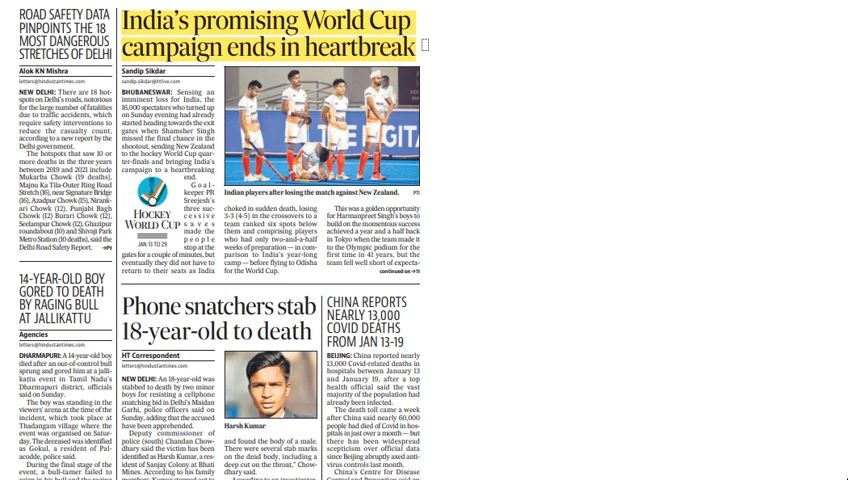 ROAD SAFETY DATA
PINPOINTS THE 18
MOST DANGEROUS
STRETCHES OF DELHI
Alok KN Mishra
letters@hindustantimes.com
NEW DELHI: There are 18 hot-
spots on Delhi's roads, notorious
for the large number of fatalities
due to traffic accidents, which
require safety interventions to
reduce the casualty count,
according to a new report by the
Delhi government.
The hotspots that saw 10 or
more deaths in the three years
between 2019 and 2021 include
Mukarba Chowk (19 deaths),
Majnu Ka Tila-Outer Ring Road
Stretch (16), near Signature Bridge
(16), Azadpur Chowk (15), Nirank-
ari Chowk (12), Punjabi Bagh
Chowk (12) Burari Chowk (12),
Seelampur Chowk (12), Ghazipur
roundabout (10) and Shivaji Park
Metro Station (10 deaths), said the
Delhi Road Safety Report. →P3
14-YEAR-OLD BOY
GORED TO DEATH
BY RAGING BULL
AT JALLIKATTU
Agencies
letters@hindustantimes.com
DHARMAPURI: A 14-year-old boy
died after an out-of-control bull
sprung and gored him at a jalli-
kattu event in Tamil Nadu's
Dharmapuri district, officials
said on Sunday.
The boy was standing in the
viewers' arena at the time of the
incident, which took place at
Thadangam village where the
event was organised on Satur-
day. The deceased was identified
as Gokul, a resident of Pal-
acode, police said.
During the final stage of the
event, a bull-tamer failed to
India's promising World Cup
campaign ends in heartbreak
Sandip Sikdar
sandip.sikdar@htlive.com
BHUBANESWAR: Sensing an
imminent loss for India, the
16,000 spectators who turned up
on Sunday evening had already
started heading towards the exit
gates when Shamsher Singh
missed the final chance in the
shootout, sending New Zealand
to the hockey World Cup quar-
ter-finals and bringing India's
campaign to a heartbreaking
end.
Goal-
keeper PR
Sreejesh's
three suc-
cessive
saves
made the
people
stop at the
gates for a couple of minutes, but
eventually they did not have to
return to their seats as India
HOCKEY
WORLD CUP
JAN 13 TO 29
DIGITA
Indian players after losing the match against New Zealand. PTI
choked in sudden death, losing
3-3 (4-5) in the crossovers to a
team ranked six spots below
them and comprising players
who had only two-and-a-half
weeks of preparation — in com-
parison to India's year-long
camp — before flying to Odisha
for the World Cup.
This was a golden opportunity
for Harmanpreet Singh's boys to
build on the momentous success
achieved a year and a half back
in Tokyo when the team made it
to the Olympic podium for the
first time in 41 years, but the
team fell well short of expecta-
continued on →11
Phone snatchers stab
18-year-old to death
HT Correspondent
letters@hindustantimes.com
NEW DELHI: An 18-year-old was
stabbed to death by two minor
boys for resisting a cellphone
snatching bid in Delhi's Maidan
Garhi, police officers said on
Sunday, adding that the accused
have been apprehended.
Deputy commissioner of
police (south) Chandan Chow-
dhary said the victim has been
identified as Harsh Kumar, a res-
ident of Sanjay Colony at Bhati
Mines. According to his family
Harsh Kumar
and found the body of a male.
There were several stab marks
on the dead body, including a
deep cut on the throat," Chow-
dhary said.
CHINA REPORTS
NEARLY 13,000
COVID DEATHS
FROM JAN 13-19
BEIJING: China reported nearly
13,000 Covid-related deaths in
hospitals between January 13
and January 19, after a top
health official said the vast
majority of the population had
already been infected.
The death toll came a week
after China said nearly 60,000
people had died of Covid in hos-
pitals in just over a month — but
there has been widespread
scepticism over official data
since Beijing abruptly axed anti-
virus controls last month.
China's Centre for Disease